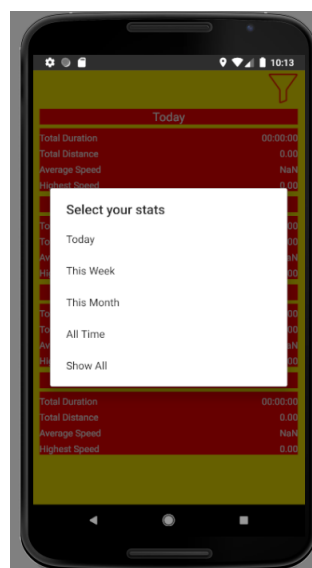 10:13
Today
Total Duration 00:00:00
Total Distance 0.00
Average Speed NaN
Highest Speed 0.00
Select your stats
Today
This Week
This Month
All Time
Show All
Total Duration 00:00:00
Total Distance 0.00
Average Speed NaN
Highest Speed 0.00